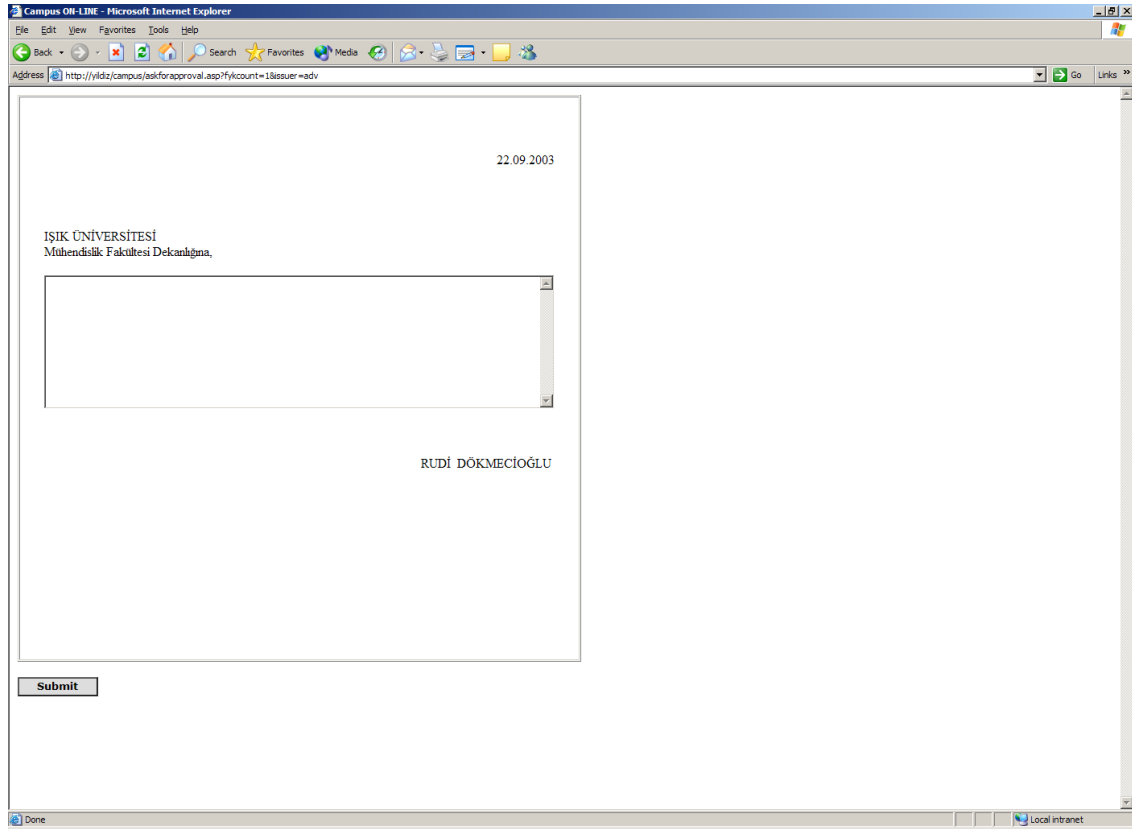 Campus ON-LINE - Microsoft Internet Explorer
File Edit View Favorites Tools Help
Back Search Favorites Media
Address http://yildiz/campus/askforapproval.asp?fykcount=1&issuer=adv Go Links »
22.09.2003
IŞIK ÜNİVERSİTESİ
Mühendislik Fakültesi Dekanlığına,
RUDİ DÖKMECİOĞLU
Submit
Done Local intranet